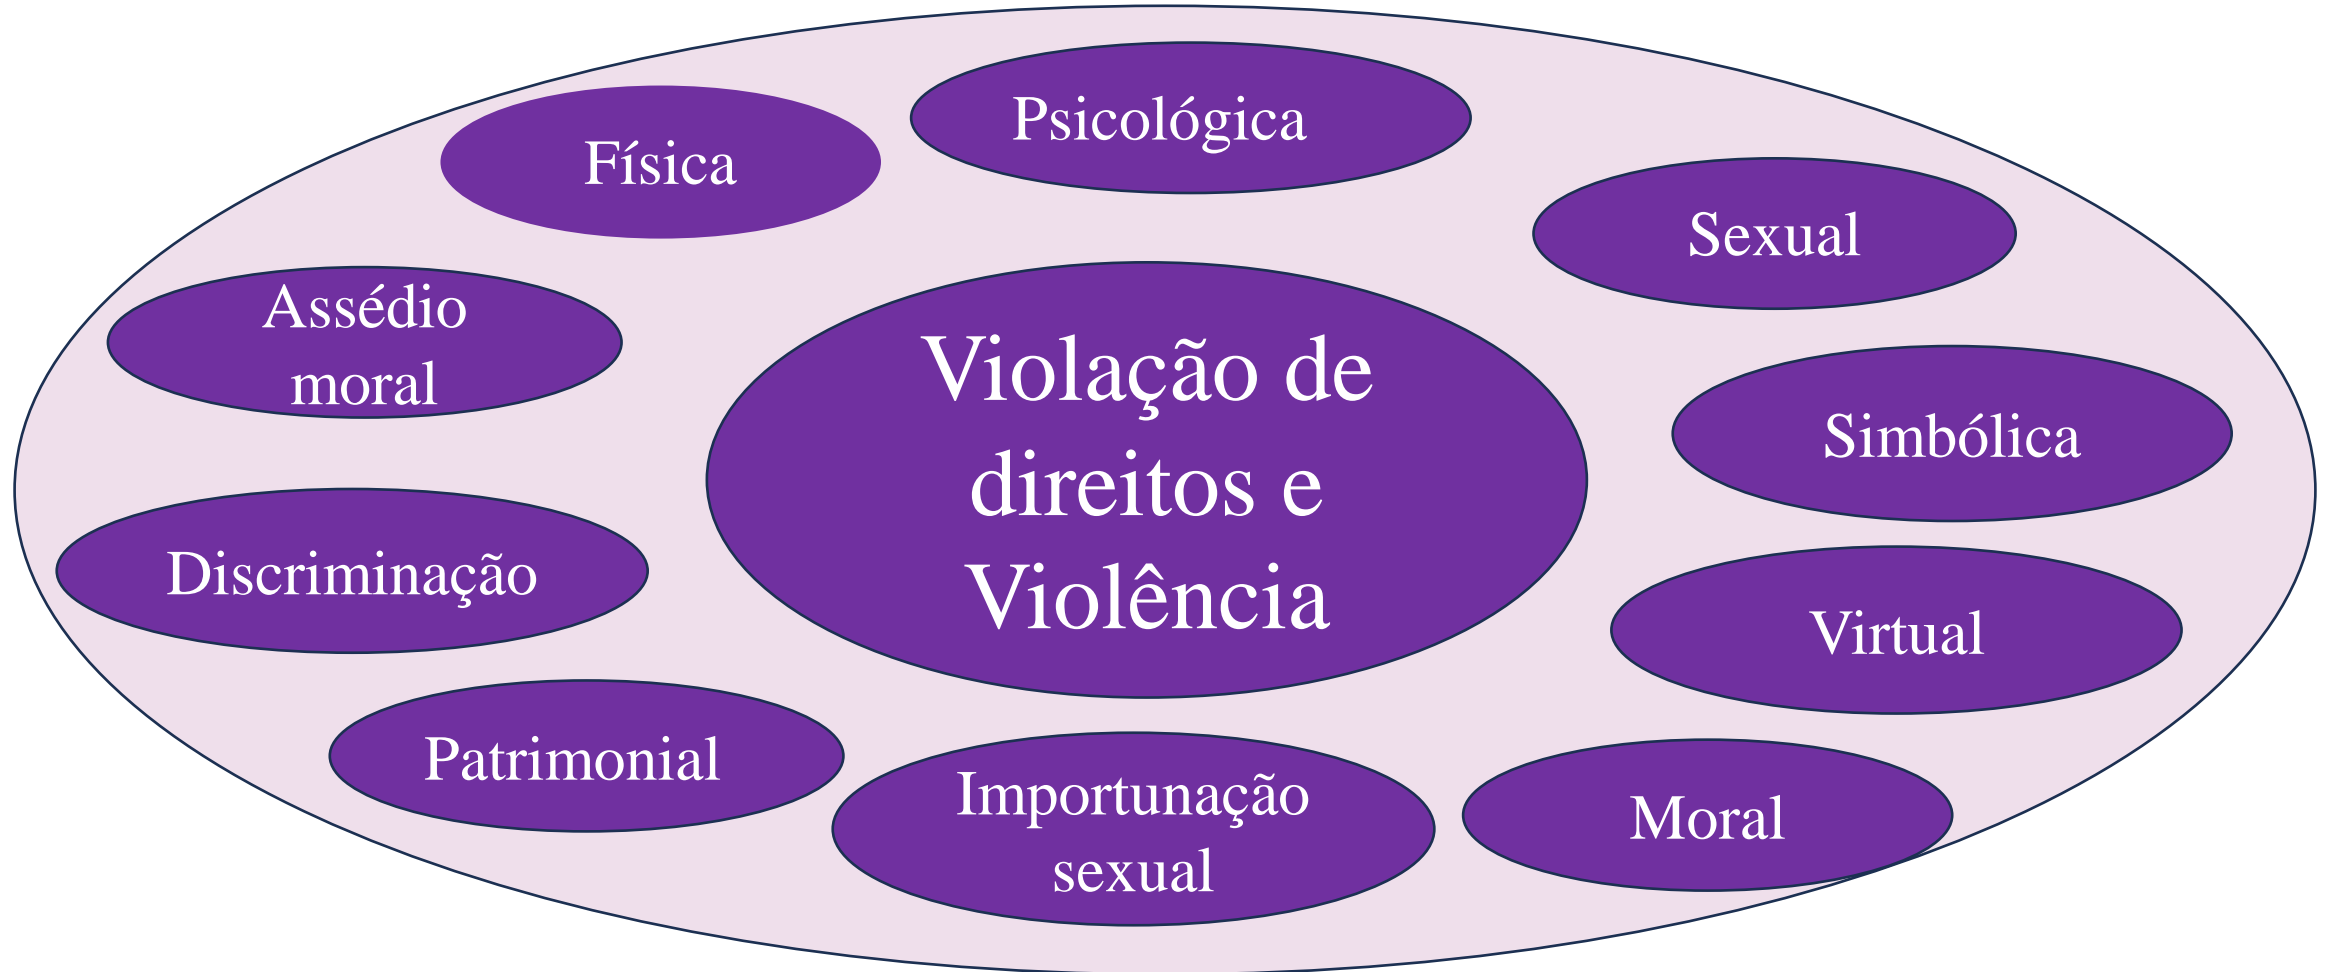 Psicológica
Física
Sexual
Assédio
moral
Violação de
direitos e
Violência
Simbólica
Discriminação
Virtual
Patrimonial
Importunação
sexual
Moral